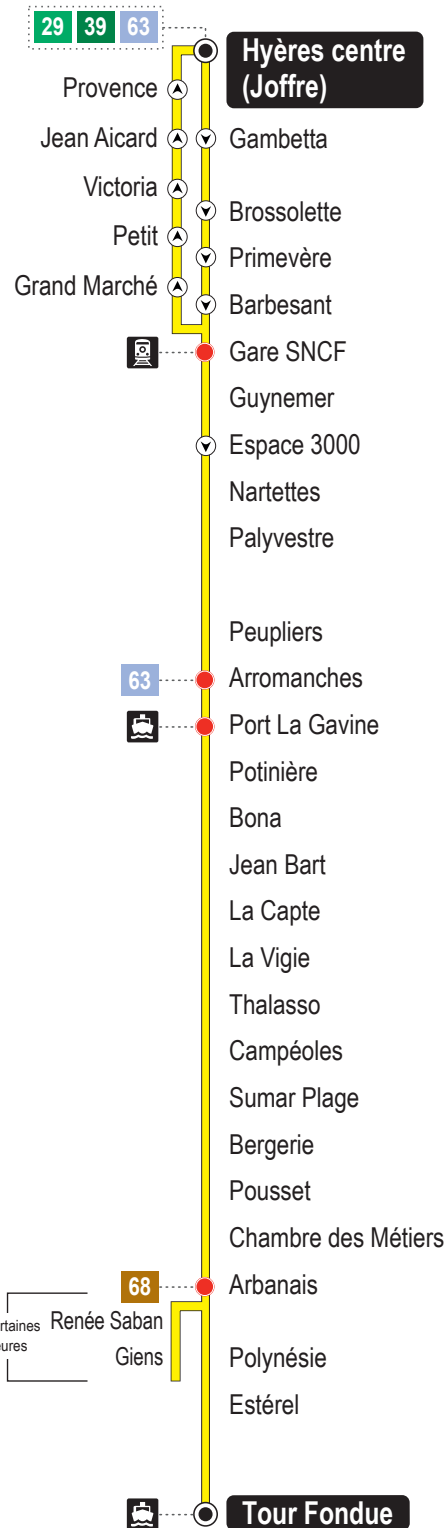 29 39 63
Hyères centre
(Joffre)
Provence
Jean Aicard
Gambetta
Victoria
Brossolette
Petit
Primevère
Grand Marché
Barbesant
Gare SNCF
Guynemer
Espace 3000
Nartettes
Palyvestre
Peupliers
63
Arromanches
Port La Gavine
Potinière
Bona
Jean Bart
La Capte
La Vigie
Thalasso
Campéoles
Sumar Plage
Bergerie
Pousset
Chambre des Métiers
68
Arbanais
Renée Saban
Giens
Polynésie
Estérel
Tour Fondue